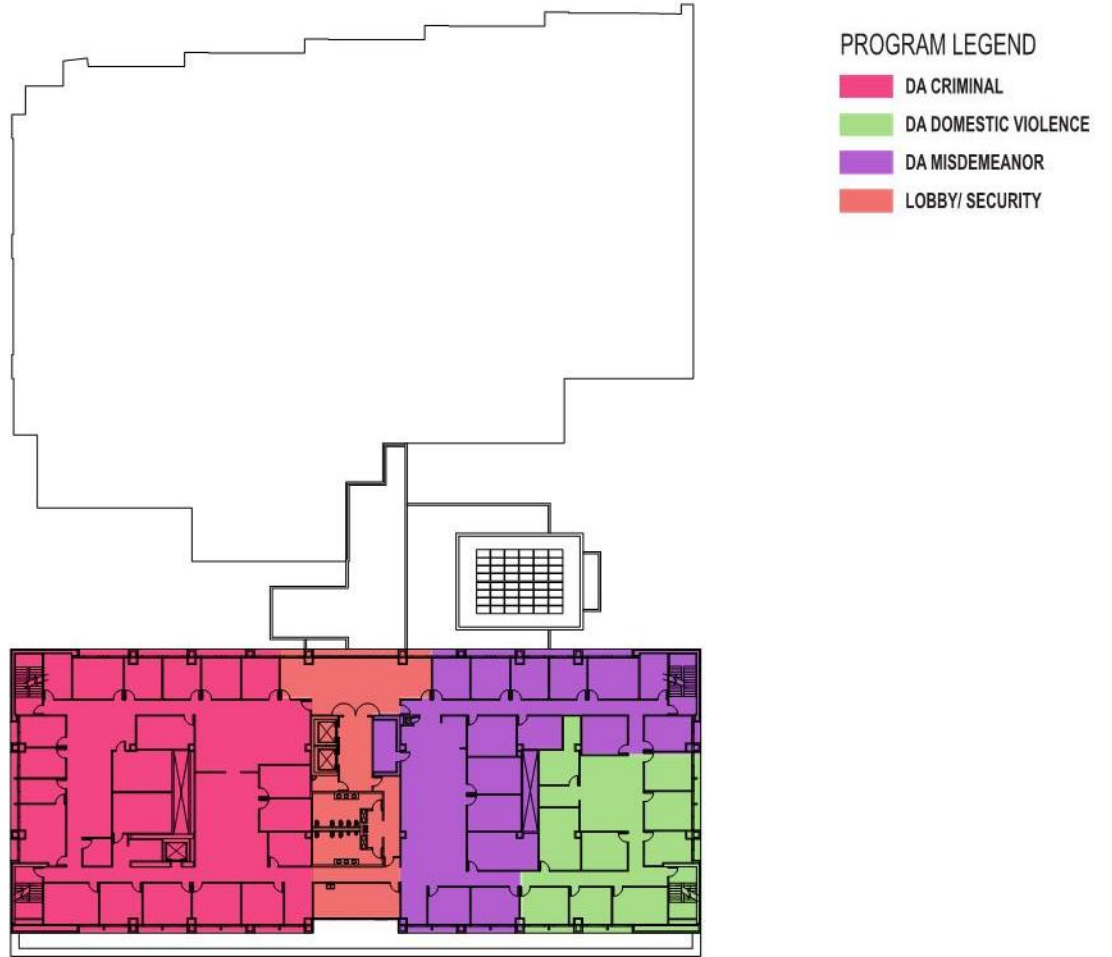 PROGRAM LEGEND
DA CRIMINAL
DA DOMESTIC VIOLENCE
DA MISDEMEANOR
LOBBY/ SECURITY